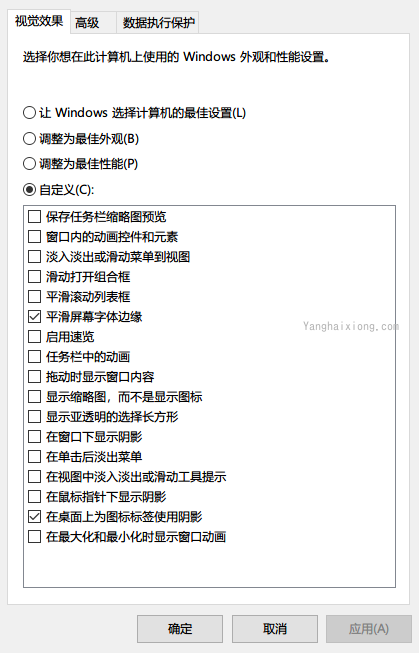 视觉效果 高级 数据执行保护
选择你想在此计算机上使用的 Windows 外观和性能设置。
让 Windows 选择计算机的最佳设置(L)
调整为最佳外观(B)
调整为最佳性能(P)
自定义(C):
保存任务栏缩略图预览
窗口内的动画控件和元素
淡入淡出或滑动菜单到视图
滑动打开组合框
平滑滚动列表框
平滑屏幕字体边缘
Yanghaixiong.com
启用速览
任务栏中的动画
拖动时显示窗口内容
显示缩略图，而不是显示图标
显示亚透明的选择长方形
在窗口下显示阴影
在单击后淡出菜单
在视图中淡入淡出或滑动工具提示
在鼠标指针下显示阴影
在桌面上为图标标签使用阴影
在最大化和最小化时显示窗口动画
确定 取消 应用(A)